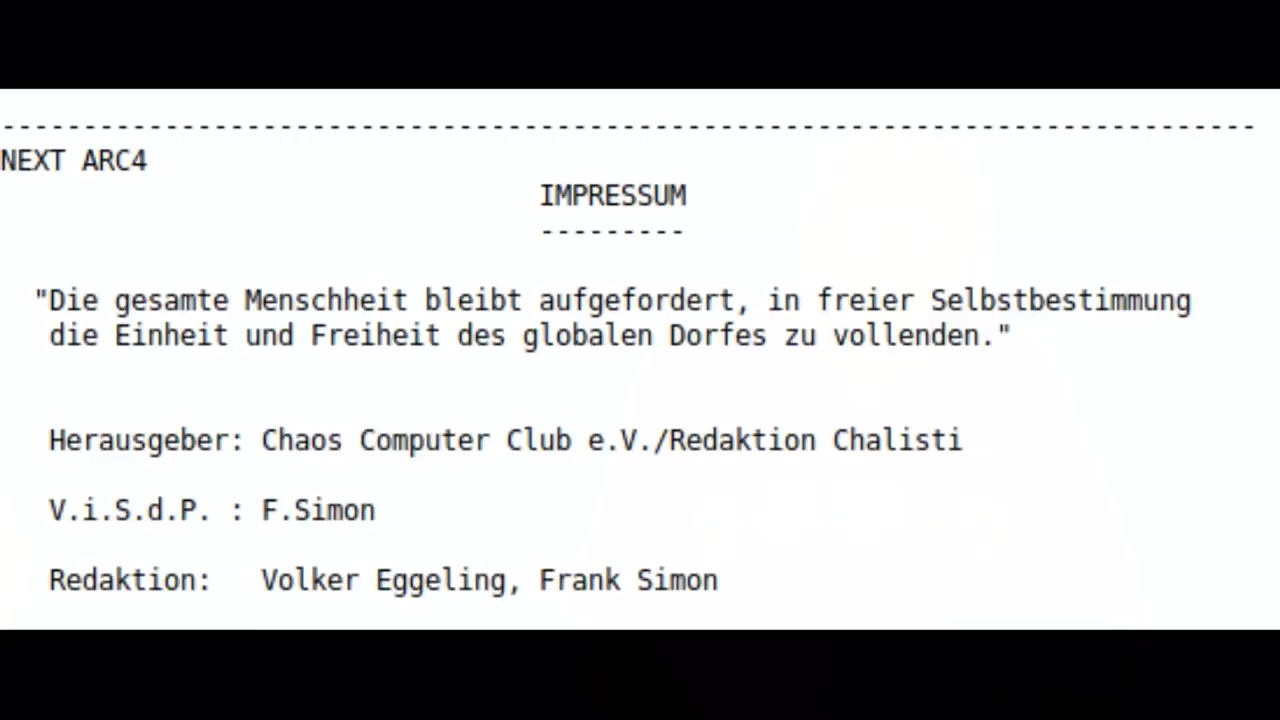 -----------------------------------------------------------------------------
NEXT ARC4
IMPRESSUM
---------
"Die gesamte Menschheit bleibt aufgefordert, in freier Selbstbestimmung
die Einheit und Freiheit des globalen Dorfes zu vollenden."
Herausgeber: Chaos Computer Club e.V./Redaktion Chalisti
V.i.S.d.P. : F.Simon
Redaktion: Volker Eggeling, Frank Simon